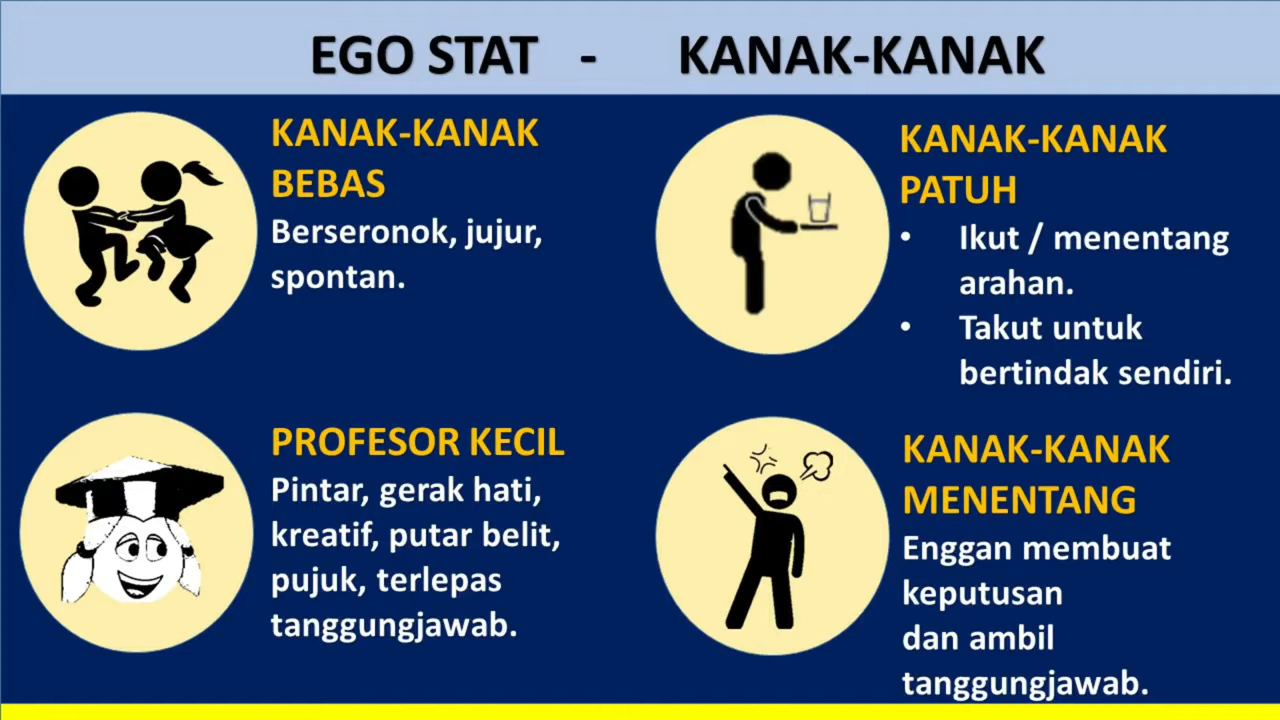 EGO STAT - KANAK-KANAK
KANAK-KANAK
BEBAS
Berseronok, jujur,
spontan.
KANAK-KANAK
PATUH
• Ikut / menentang
arahan.
• Takut untuk
bertindak sendiri.
PROFESOR KECIL
Pintar, gerak hati,
kreatif, putar belit,
pujuk, terlepas
tanggungjawab.
KANAK-KANAK
MENENTANG
Enggan membuat
keputusan
dan ambil
tanggungjawab.